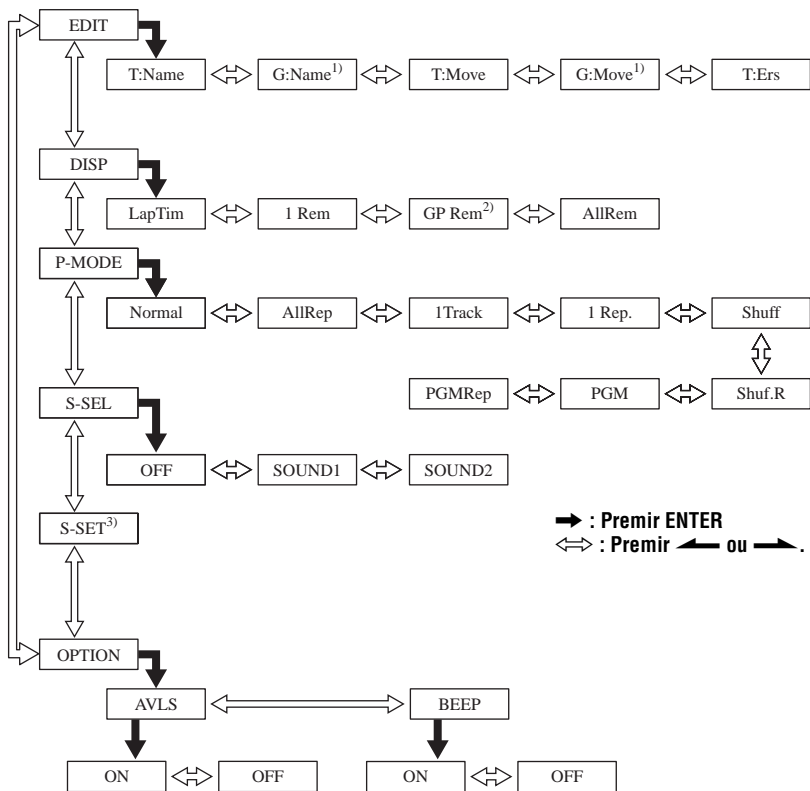 EDIT
T:Name G:Name1) T:Move G:Move1) T:Ers
DISP
LapTim 1 Rem GP Rem2) AllRem
P-MODE
Normal AllRep 1Track 1 Rep. Shuff
PGMRep PGM Shuf.R
S-SEL
OFF SOUND1 SOUND2
S-SET3)
: Premir ENTER
: Premir ou .
OPTION
AVLS BEEP
ON OFF ON OFF